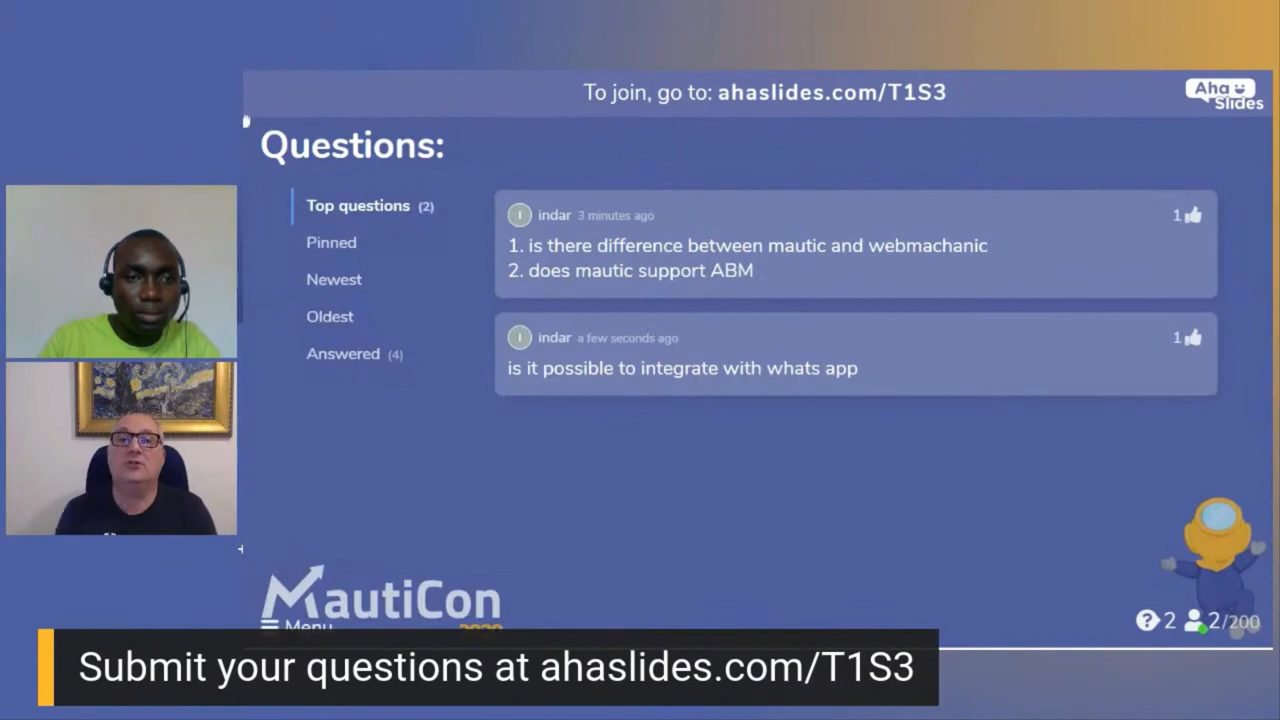 To join, go to: ahaslides.com/T1S3
Aha
Slides
Questions:
Top questions (2)
Pinned
Newest
Oldest
Answered (4)
I indar 3 minutes ago
1
1. is there difference between mautic and webmachanic
2. does mautic support ABM
I indar a few seconds ago
1
is it possible to integrate with whats app
MautiCon
2020
Menu
? 2 2/200
Submit your questions at ahaslides.com/T1S3